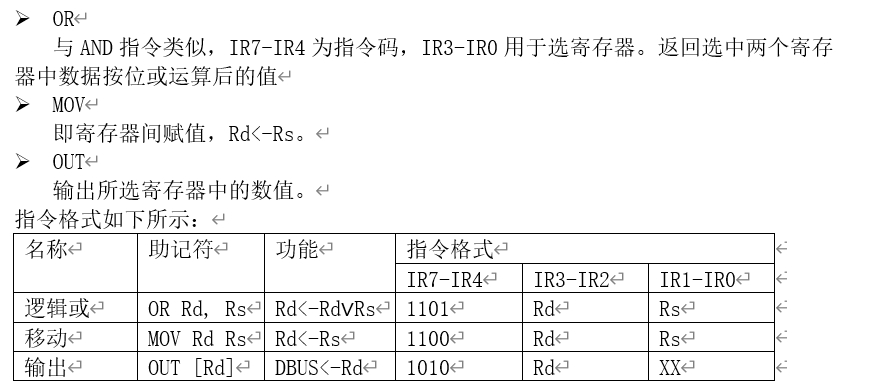 ➢ OR↵
与 AND 指令类似，IR7-IR4 为指令码，IR3-IR0 用于选寄存器。返回选中两个寄存
器中数据按位或运算后的值↵
➢ MOV↵
即寄存器间赋值，Rd<-Rs。↵
➢ OUT↵
输出所选寄存器中的数值。↵
指令格式如下所示：↵
名称↵ 助记符↵ 功能↵ 指令格式↵
IR7-IR4↵ IR3-IR2↵ IR1-IR0↵
逻辑或↵ OR Rd, Rs↵ Rd<-Rd∨Rs↵ 1101↵ Rd↵ Rs↵
移动↵ MOV Rd Rs↵ Rd<-Rs↵ 1100↵ Rd↵ Rs↵
输出↵ OUT [Rd]↵ DBUS<-Rd↵ 1010↵ Rd↵ XX↵